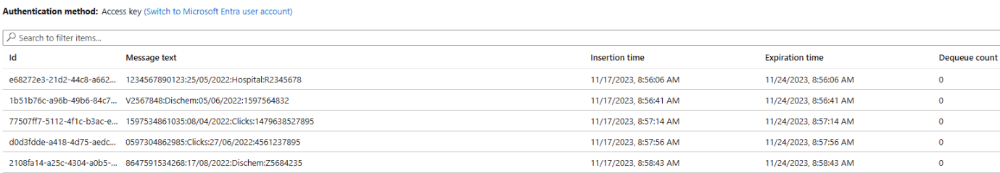 Authentication method: Access key (Switch to Microsoft Entra user account)
Search to filter items...
Id Message text Insertion time Expiration time Dequeue count
e68272e3-21d2-44c8-a662... 1234567890123:25/05/2022:Hospital:R2345678 11/17/2023, 8:56:06 AM 11/24/2023, 8:56:06 AM 0
1b51b76c-a96b-49b6-84c7... V2567848:Dischem:05/06/2022:1597564832 11/17/2023, 8:56:41 AM 11/24/2023, 8:56:41 AM 0
77507ff7-5112-4f1c-b3ac-e... 1597534861035:08/04/2022:Clicks:1479638527895 11/17/2023, 8:57:14 AM 11/24/2023, 8:57:14 AM 0
d0d3fdde-a418-4d75-aedc... 0597304862985:Clicks:27/06/2022:4561237895 11/17/2023, 8:57:56 AM 11/24/2023, 8:57:56 AM 0
2108fa14-a25c-4304-a0b5-... 8647591534268:17/08/2022:Dischem:Z5684235 11/17/2023, 8:58:43 AM 11/24/2023, 8:58:43 AM 0